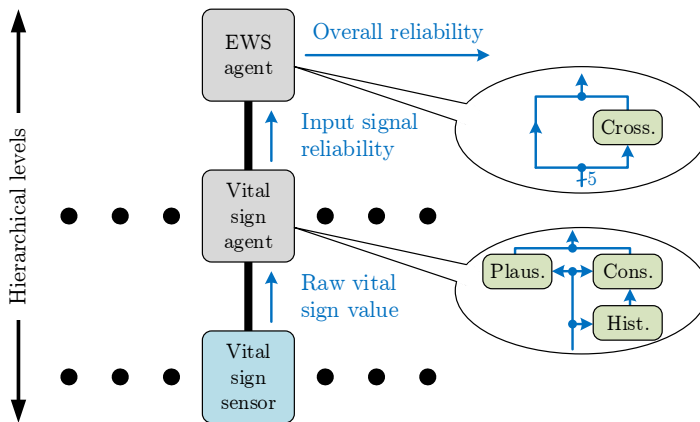 Hierarchical levels
EWS
agent
Overall reliability
Cross.
5
Input signal
reliability
Vital
sign
agent
Plaus.
Cons.
Hist.
Raw vital
sign value
Vital
sign
sensor